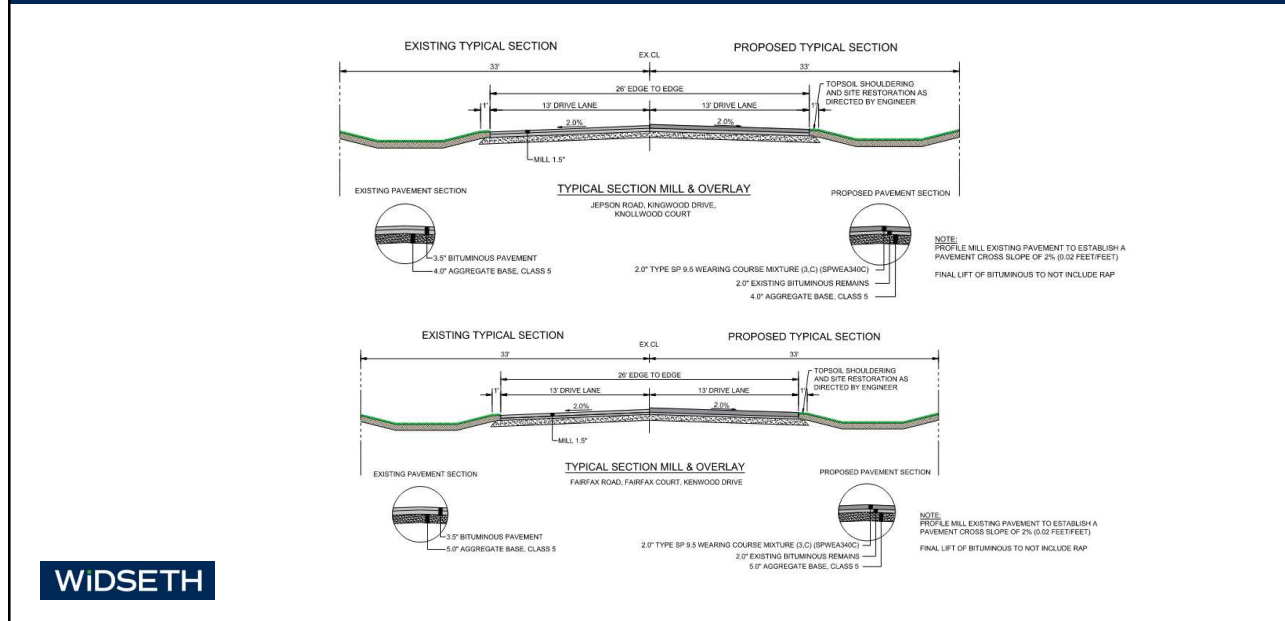 EXISTING TYPICAL SECTION
PROPOSED TYPICAL SECTION
EX.CL
33'
33'
26' EDGE TO EDGE
TOPSOIL SHOULDERING
AND SITE RESTORATION AS
DIRECTED BY ENGINEER
1'
13' DRIVE LANE
13' DRIVE LANE
1'
2.0%
2.0%
MILL 1.5"
EXISTING PAVEMENT SECTION
TYPICAL SECTION MILL & OVERLAY
PROPOSED PAVEMENT SECTION
JEPSON ROAD, KINGWOOD DRIVE,
KNOLLWOOD COURT
3.5" BITUMINOUS PAVEMENT
4.0" AGGREGATE BASE, CLASS 5
2.0" TYPE SP 9.5 WEARING COURSE MIXTURE (3,C) (SPWEA340C)
2.0" EXISTING BITUMINOUS REMAINS
4.0" AGGREGATE BASE, CLASS 5
NOTE:
PROFILE MILL EXISTING PAVEMENT TO ESTABLISH A
PAVEMENT CROSS SLOPE OF 2% (0.02 FEET/FEET)
FINAL LIFT OF BITUMINOUS TO NOT INCLUDE RAP
EXISTING TYPICAL SECTION
PROPOSED TYPICAL SECTION
EX.CL
33'
33'
26' EDGE TO EDGE
TOPSOIL SHOULDERING
AND SITE RESTORATION AS
DIRECTED BY ENGINEER
1'
13' DRIVE LANE
13' DRIVE LANE
1'
2.0%
2.0%
MILL 1.5"
EXISTING PAVEMENT SECTION
TYPICAL SECTION MILL & OVERLAY
PROPOSED PAVEMENT SECTION
FAIRFAX ROAD, FAIRFAX COURT, KENWOOD DRIVE
3.5" BITUMINOUS PAVEMENT
5.0" AGGREGATE BASE, CLASS 5
2.0" TYPE SP 9.5 WEARING COURSE MIXTURE (3,C) (SPWEA340C)
2.0" EXISTING BITUMINOUS REMAINS
5.0" AGGREGATE BASE, CLASS 5
NOTE:
PROFILE MILL EXISTING PAVEMENT TO ESTABLISH A
PAVEMENT CROSS SLOPE OF 2% (0.02 FEET/FEET)
FINAL LIFT OF BITUMINOUS TO NOT INCLUDE RAP
WiDSETH